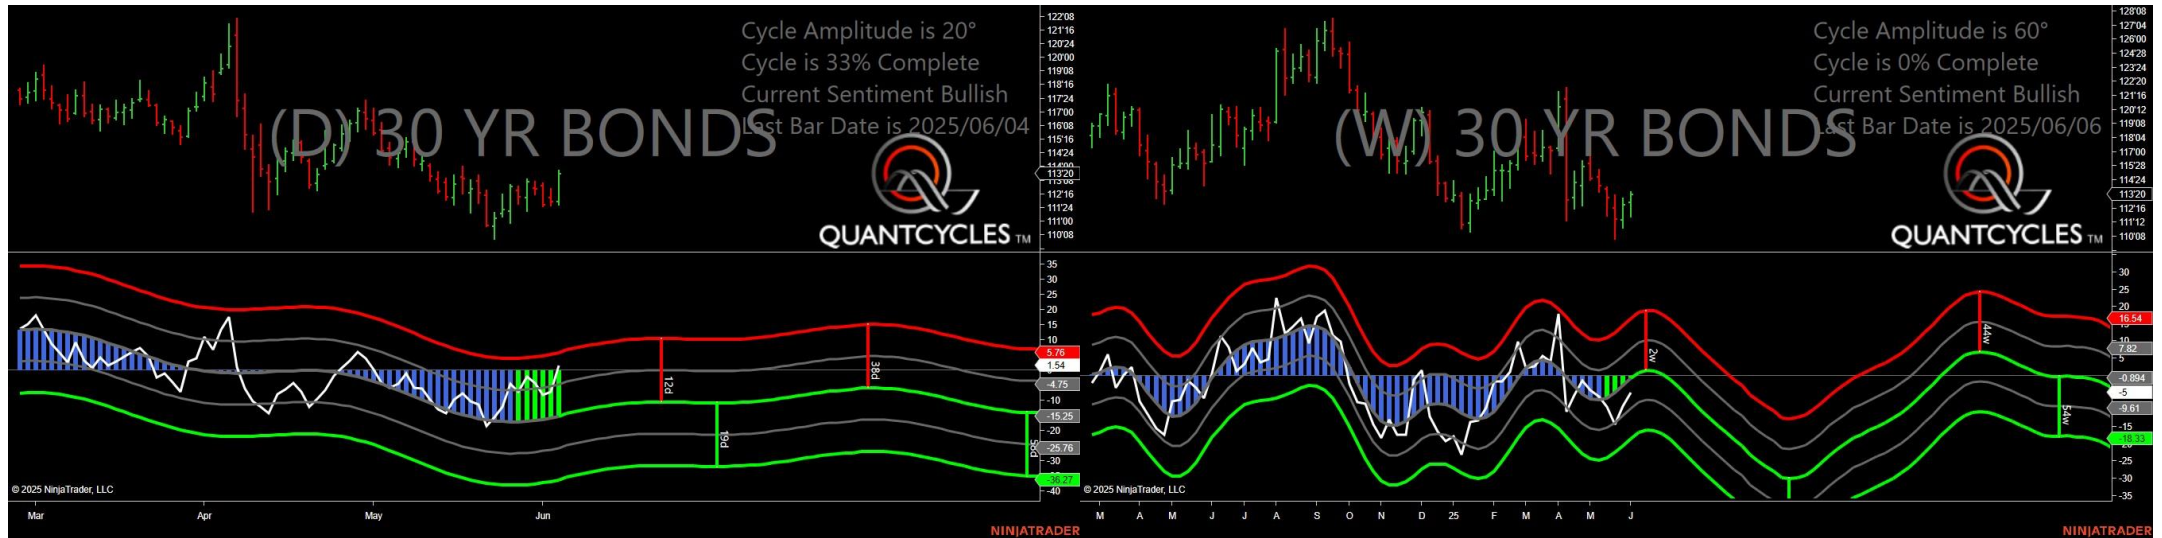 Cycle Amplitude is 20°
Cycle is 33% Complete
Current Sentiment Bullish
Last Bar Date is 2025/06/04
(D) 30 YR BONDS
QUANTCYCLES TM
122'08
121'16
120'24
120'00
119'08
118'16
117'24
117'00
116'08
115'16
114'24
114'00
113'20
113'08
112'16
111'24
111'00
110'08
35
30
25
20
15
10
5.76
1.54
-4.75
-10
-15.25
-20
-25.76
-30
-36.27
-40
12d
19d
38d
© 2025 NinjaTrader, LLC
Mar
Apr
May
Jun
NINJATRADER
Cycle Amplitude is 60°
Cycle is 0% Complete
Current Sentiment Bullish
Last Bar Date is 2025/06/06
(W) 30 YR BONDS
QUANTCYCLES TM
128'08
127'04
126'00
124'28
123'24
122'20
121'16
120'12
119'08
118'04
117'00
115'28
114'24
113'20
112'16
111'12
110'08
30
25
20
16.54
7.82
5
-0.894
-5
-9.61
-15
-18.33
-25
-30
-35
2w
44w
54w
© 2025 NinjaTrader, LLC
M A M J J A S O N D 25 F M A M J
NINJATRADER